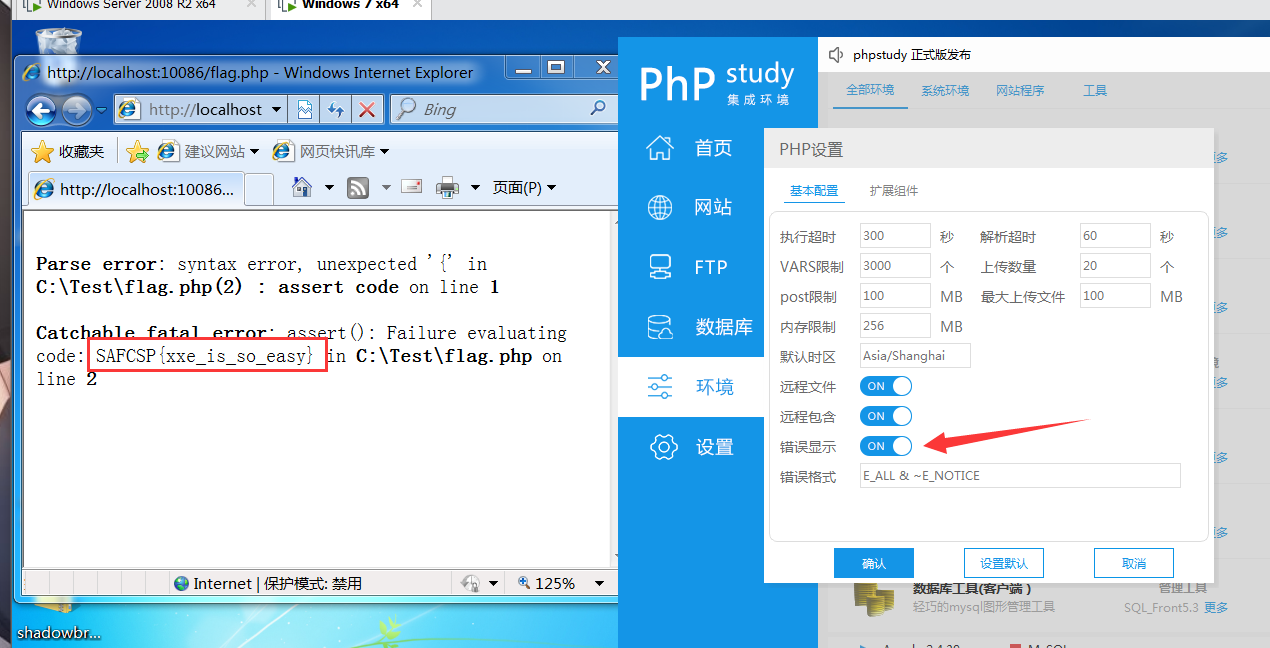 Windows Server 2008 R2 x64
Windows 7 x64
http://localhost:10086/flag.php - Windows Internet Explorer
http://localhost
Bing
收藏夹
建议网站
网页快讯库
http://localhost:10086...
页面(P)
Parse error: syntax error, unexpected '{' in
C:\Test\flag.php(2) : assert code on line 1
Catchable fatal error: assert(): Failure evaluating
code: SAFCSP{xxe_is_so_easy} in C:\Test\flag.php on
line 2
Internet | 保护模式: 禁用
125%
shadowbr...
PhP study
集成环境
首页
网站
FTP
数据库
环境
设置
phpstudy 正式版发布
全部环境 系统环境 网站程序 工具
PHP设置
基本配置 扩展组件
执行超时 300 秒 解析超时 60 秒
VARS限制 3000 个 上传数量 20 个
post限制 100 MB 最大上传文件 100 MB
内存限制 256 MB
默认时区 Asia/Shanghai
远程文件 ON
远程包含 ON
错误显示 ON
错误格式 E_ALL & ~E_NOTICE
确认 设置默认 取消
数据库工具(客户端) 管理工具
轻巧的mysql图形管理工具 SQL_Front5.3 更多